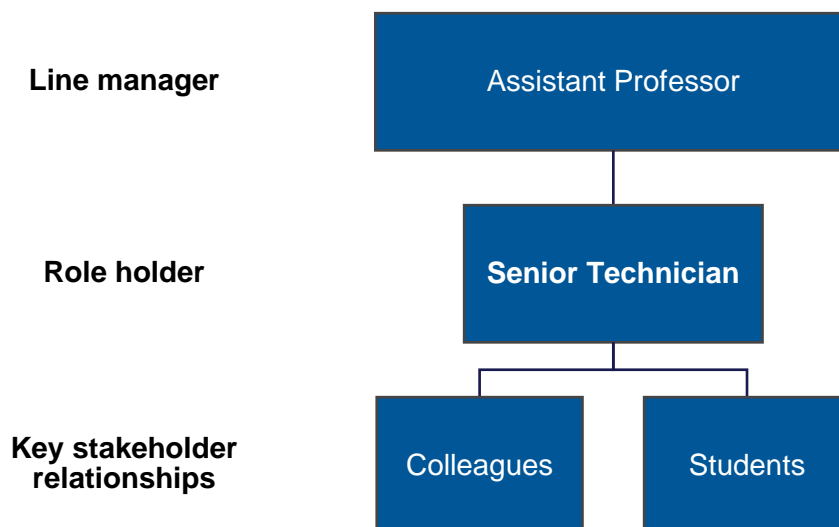 Line manager
Assistant Professor
Role holder
Senior Technician
Key stakeholder
relationships
Colleagues
Students